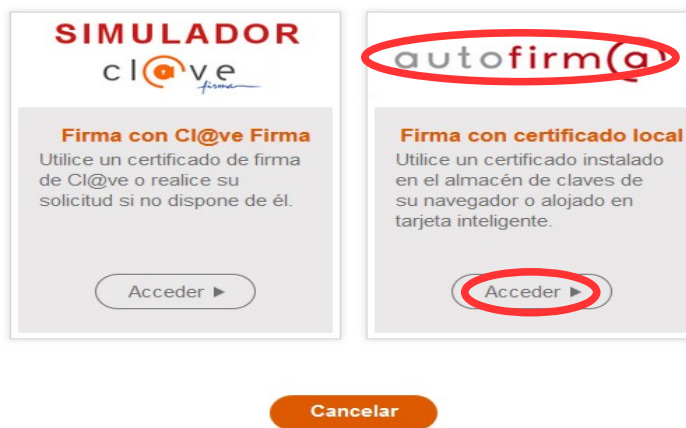 SIMULADOR
cl@ve
firma
Firma con Cl@ve Firma
Utilice un certificado de firma
de Cl@ve o realice su
solicitud si no dispone de él.
Acceder ►
autofirm@
Firma con certificado local
Utilice un certificado instalado
en el almacén de claves de
su navegador o alojado en
tarjeta inteligente.
Acceder ►
Cancelar